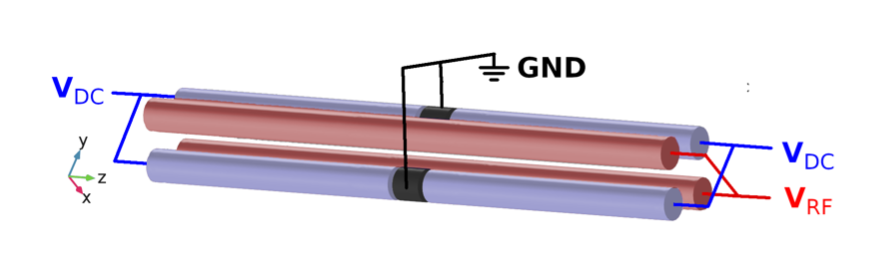 GND
:
V_DC
y
z
x
V_DC
V_RF